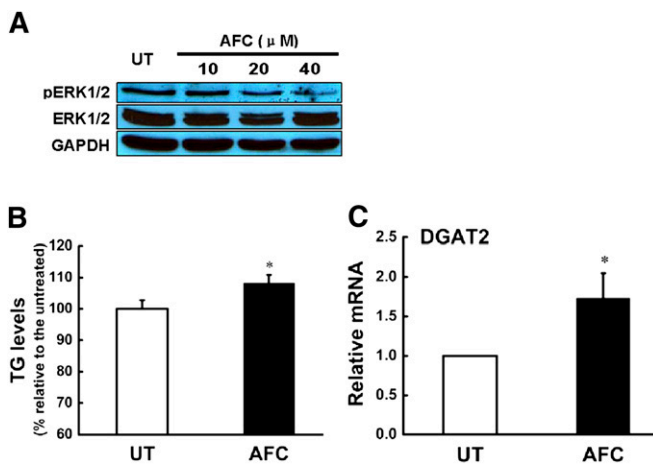 A
AFC ( μ M)
UT
10 20 40
pERK1/2
ERK1/2
GAPDH
B
TG levels
(% relative to the untreated)
120
110
100
90
80
70
60
*
UT AFC
C
DGAT2
Relative mRNA
2.5
2.0
1.5
1.0
0.5
0.0
*
UT AFC